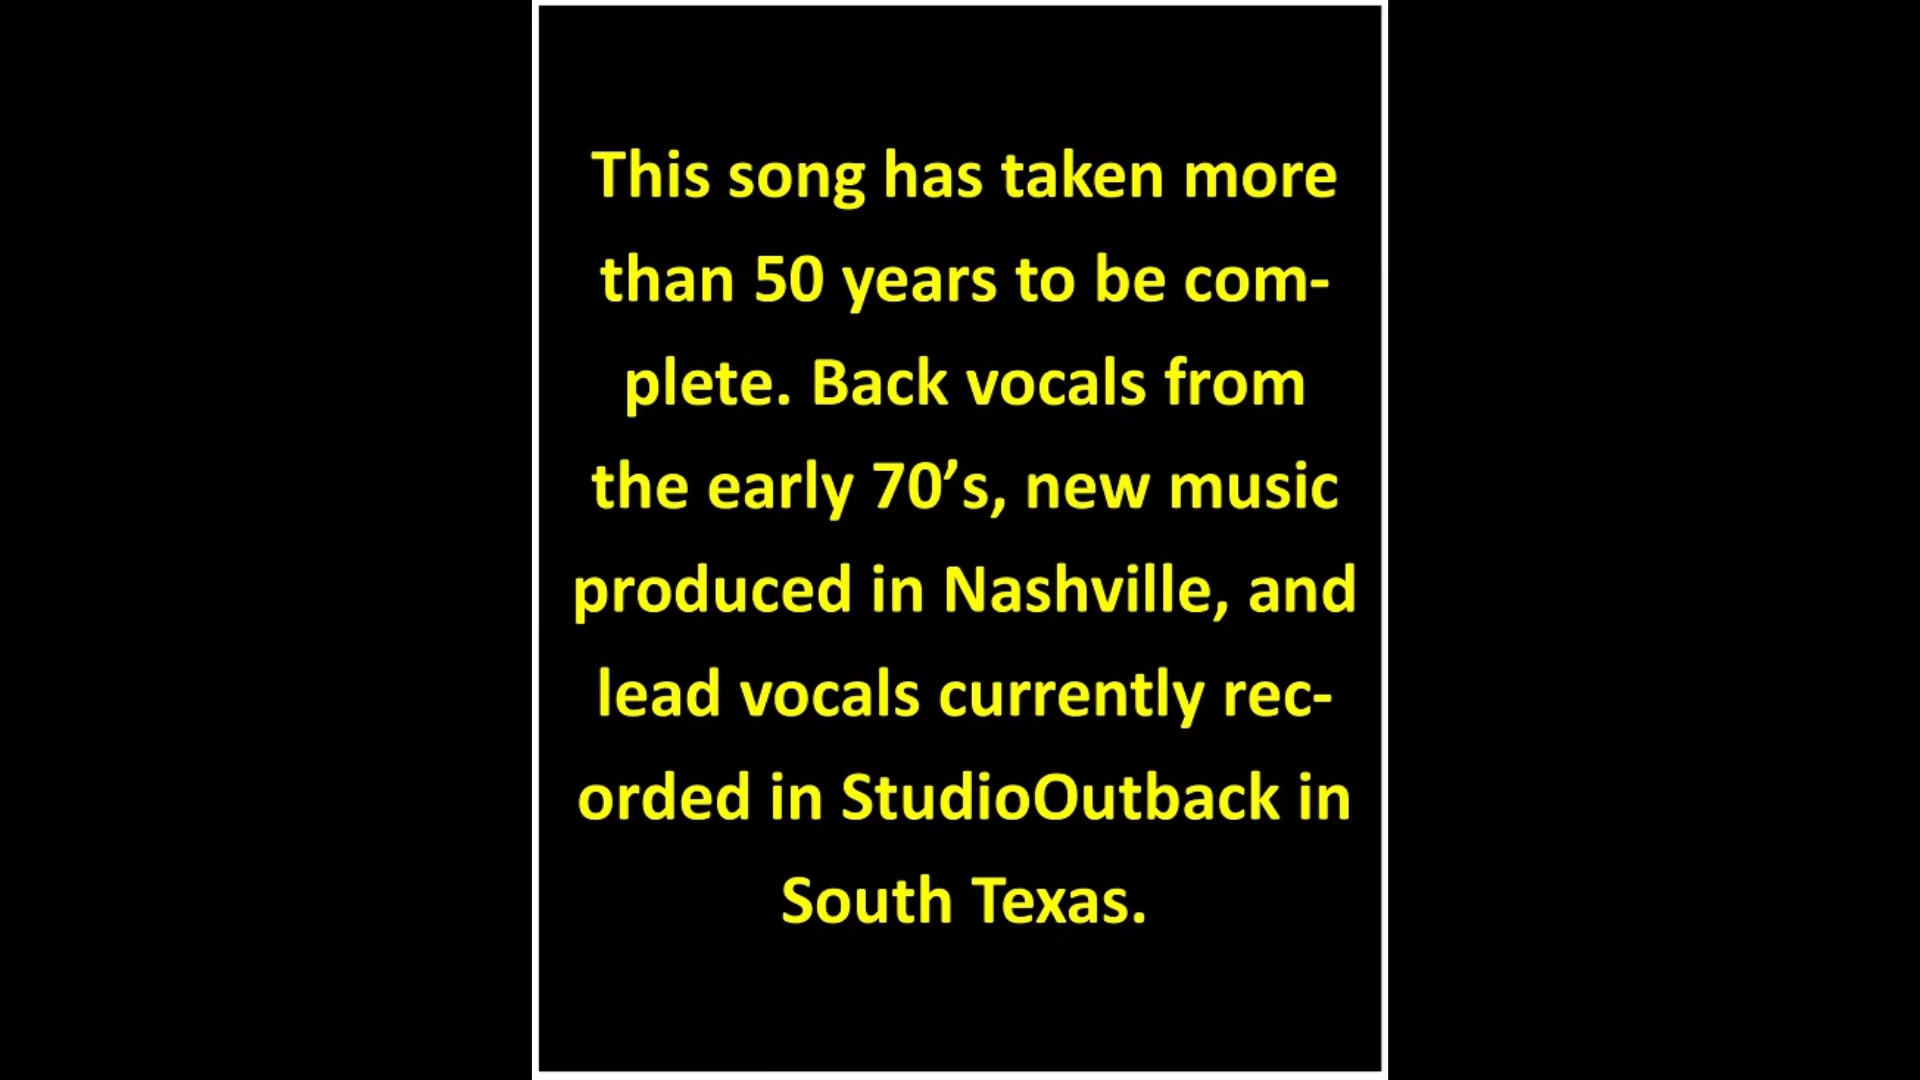 This song has taken more
than 50 years to be com-
plete. Back vocals from
the early 70’s, new music
produced in Nashville, and
lead vocals currently rec-
orded in StudioOutback in
South Texas.